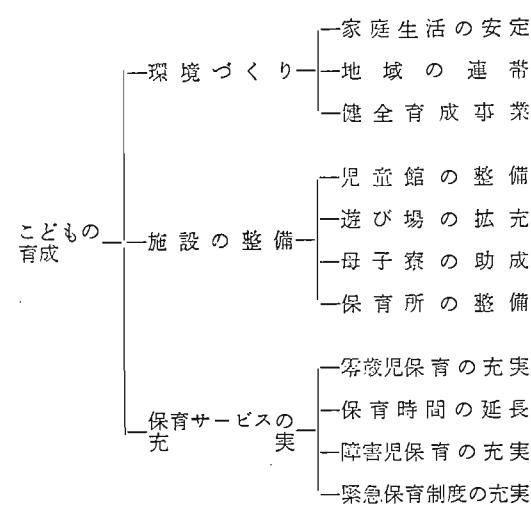 こどもの
育成
環境づくり
家庭生活の安定
地域の連帯
健全育成事業
施設の整備
児童館の整備
遊び場の拡充
母子寮の助成
保育所の整備
保育サービスの
充実
零歳児保育の充実
保育時間の延長
障害児保育の充実
緊急保育制度の充実